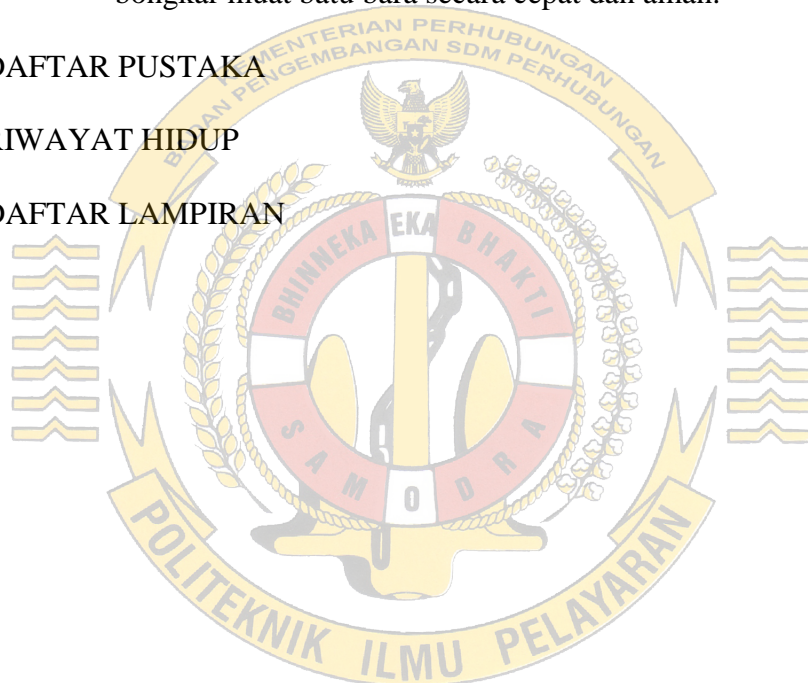 bongkar muat batu bara secara cepat dan aman.
DAFTAR PUSTAKA
RIWAYAT HIDUP
DAFTAR LAMPIRAN
KEMENTERIAN PERHUBUNGAN
BADAN PENGEMBANGAN SDM PERHUBUNGAN
BHINNEKA EKA BHAKTI
SAMODRA
POLITEKNIK ILMU PELAYARAN